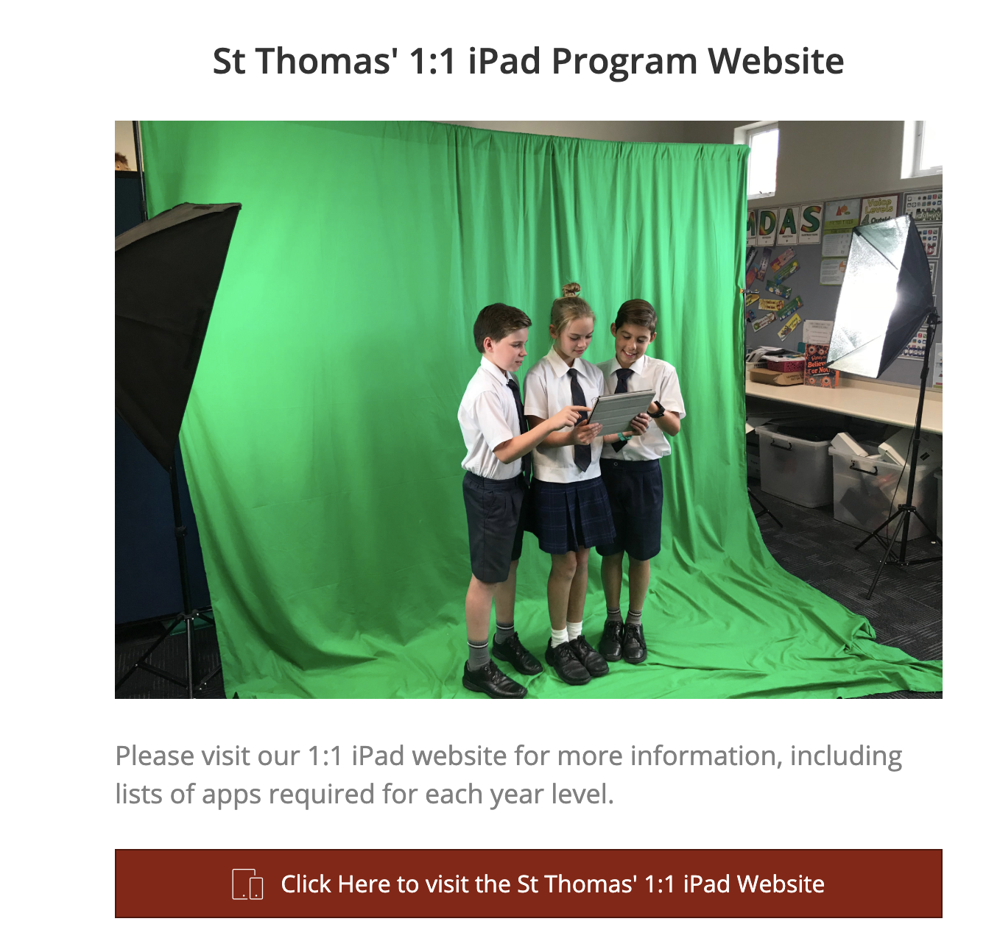 St Thomas' 1:1 iPad Program Website
DAS
Voice
Levels
LEARN
Believe
or Not!
Please visit our 1:1 iPad website for more information, including
lists of apps required for each year level.
Click Here to visit the St Thomas' 1:1 iPad Website